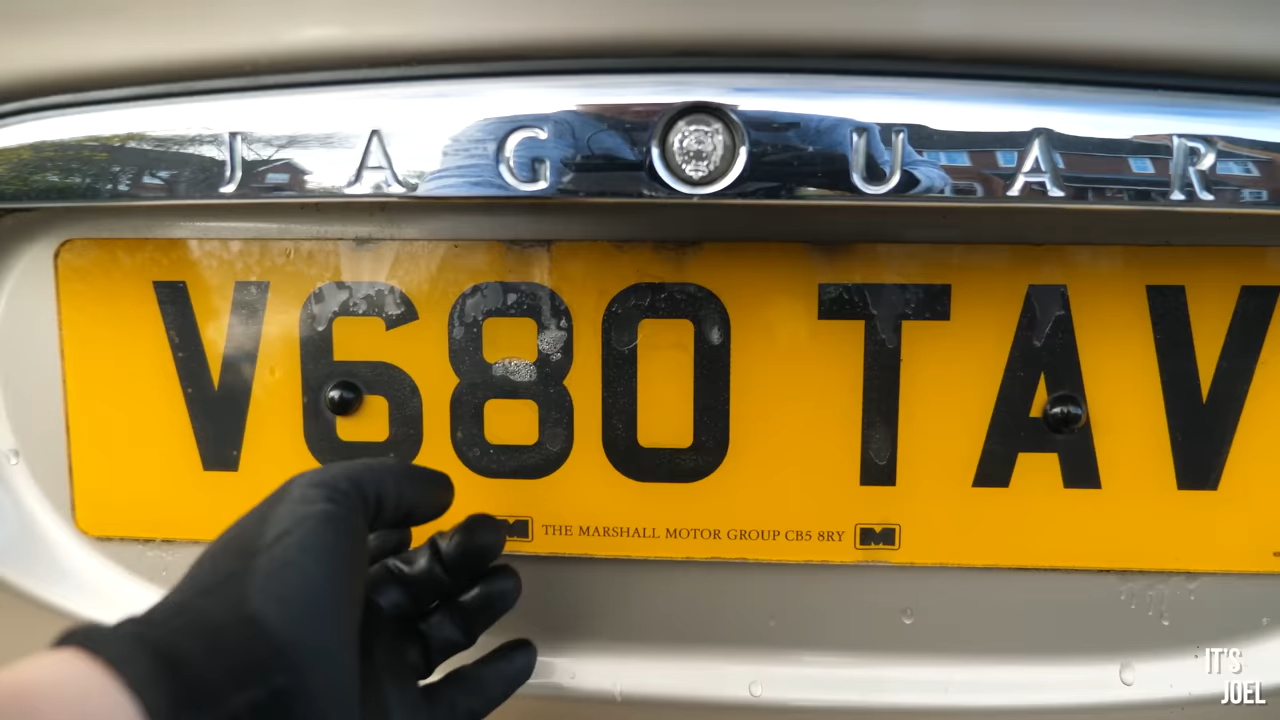 JAGUAR
V680 TAV
M THE MARSHALL MOTOR GROUP CB5 8RY M
IT'S
JOEL